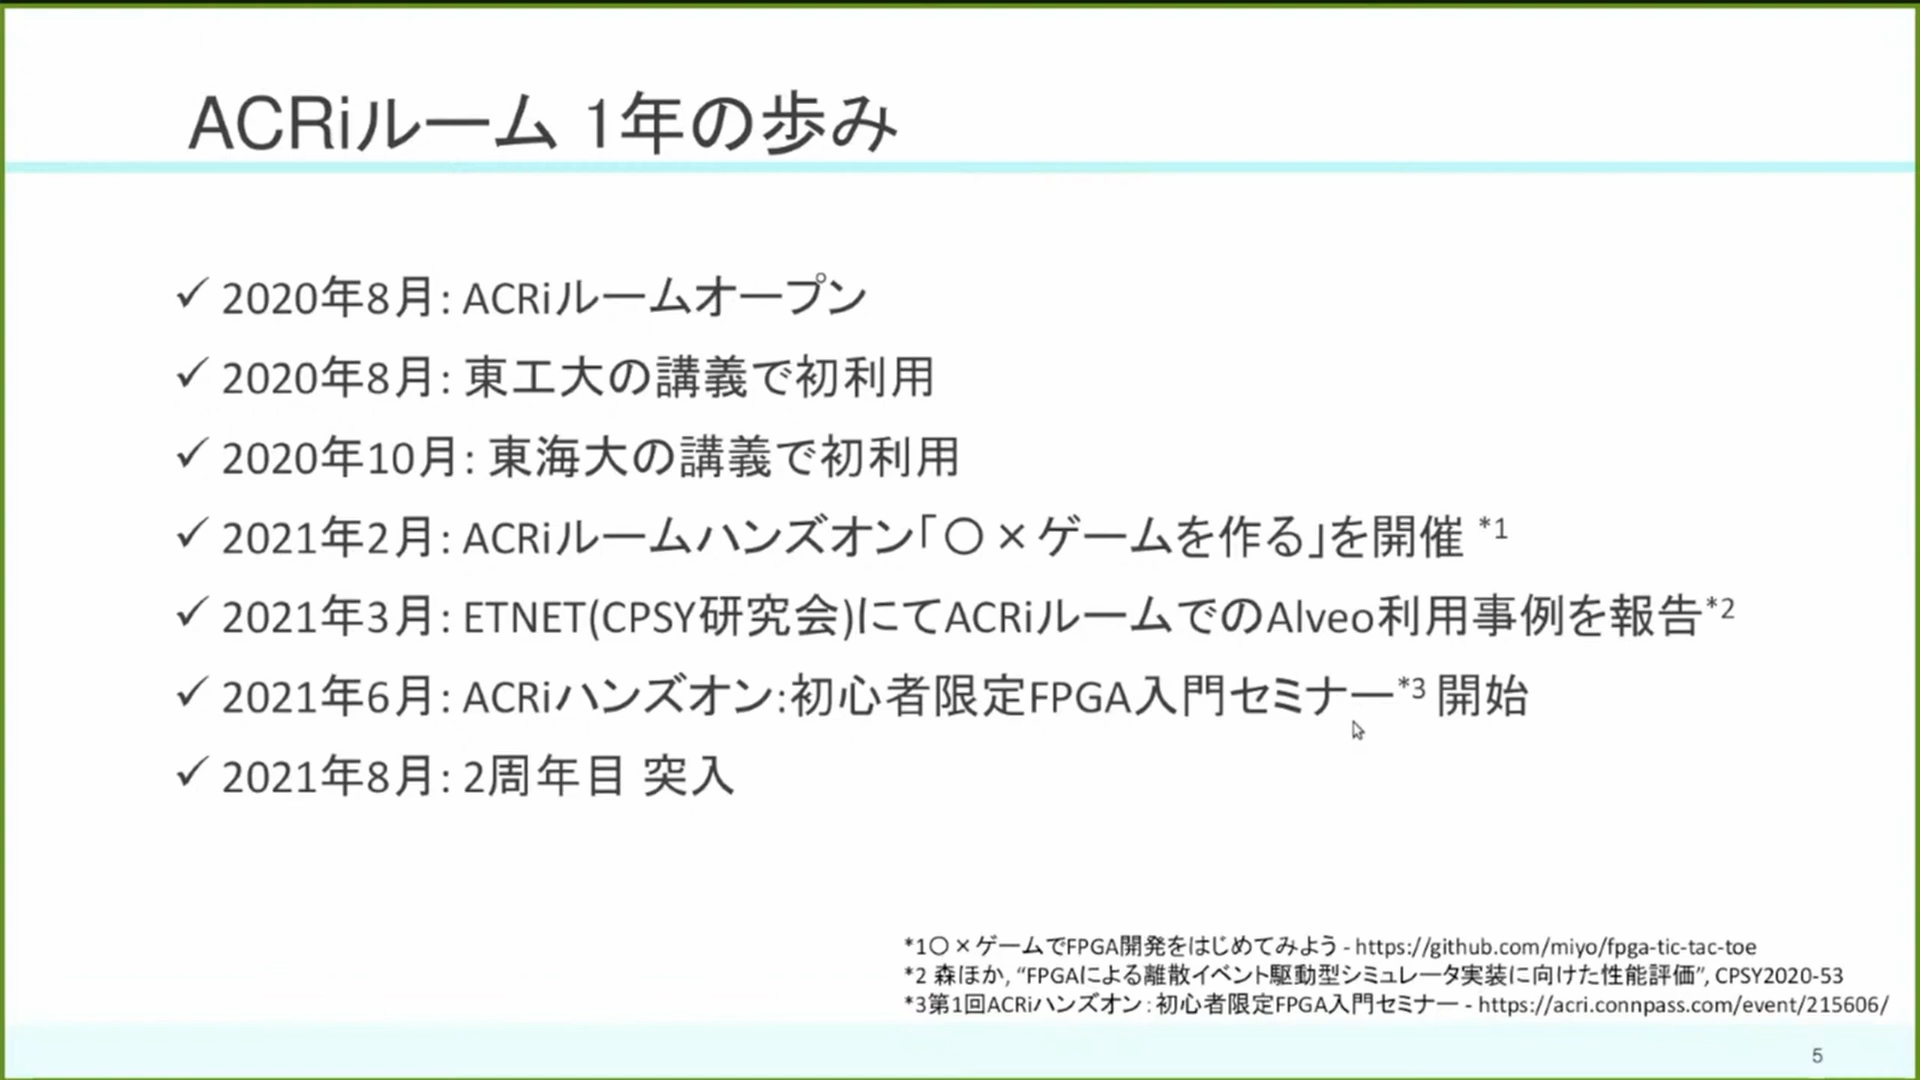 ACRiルーム 1年の歩み
✓ 2020年8月: ACRiルームオープン
✓ 2020年8月: 東工大の講義で初利用
✓ 2020年10月: 東海大の講義で初利用
✓ 2021年2月: ACRiルームハンズオン「〇×ゲームを作る」を開催 *1
✓ 2021年3月: ETNET(CPSY研究会)にてACRiルームでのAlveo利用事例を報告*2
✓ 2021年6月: ACRiハンズオン:初心者限定FPGA入門セミナー*3 開始
✓ 2021年8月: 2周年目 突入
*1〇×ゲームでFPGA開発をはじめてみよう - https://github.com/miyo/fpga-tic-tac-toe
*2 森ほか, “FPGAによる離散イベント駆動型シミュレータ実装に向けた性能評価”, CPSY2020-53
*3第1回ACRiハンズオン : 初心者限定FPGA入門セミナー - https://acri.connpass.com/event/215606/
5